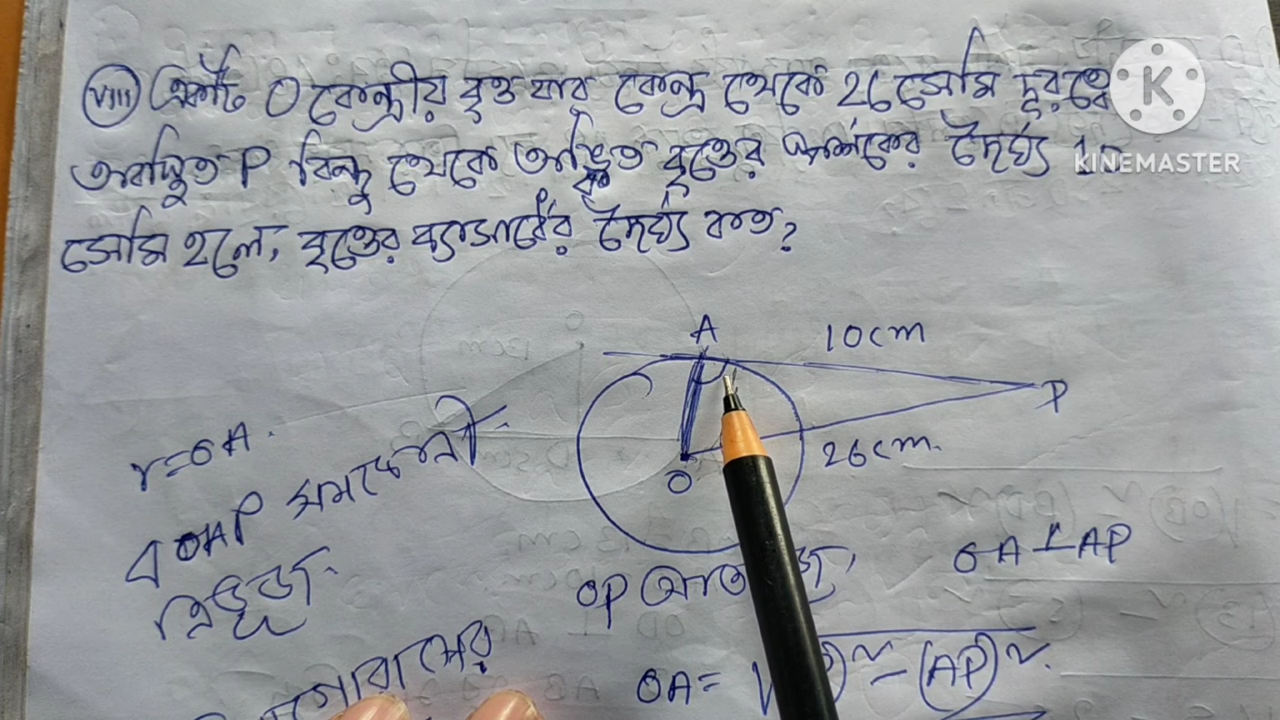 (viii) একটি O কেন্দ্রীয় বৃত্ত যার কেন্দ্র থেকে 26 সেমি দূরত্বে
অবস্থিত P বিন্দু থেকে অঙ্কিত বৃত্তের স্পর্শকের দৈর্ঘ্য 10
সেমি হলে, বৃত্তের ব্যাসার্ধের দৈর্ঘ্য কত?
K
KINEMASTER
A
10cm
P
26cm.
O
r=OA.
OAP সমকোণী
ত্রিভুজ.
OP
OA ⊥ AP
OA = (AP)²